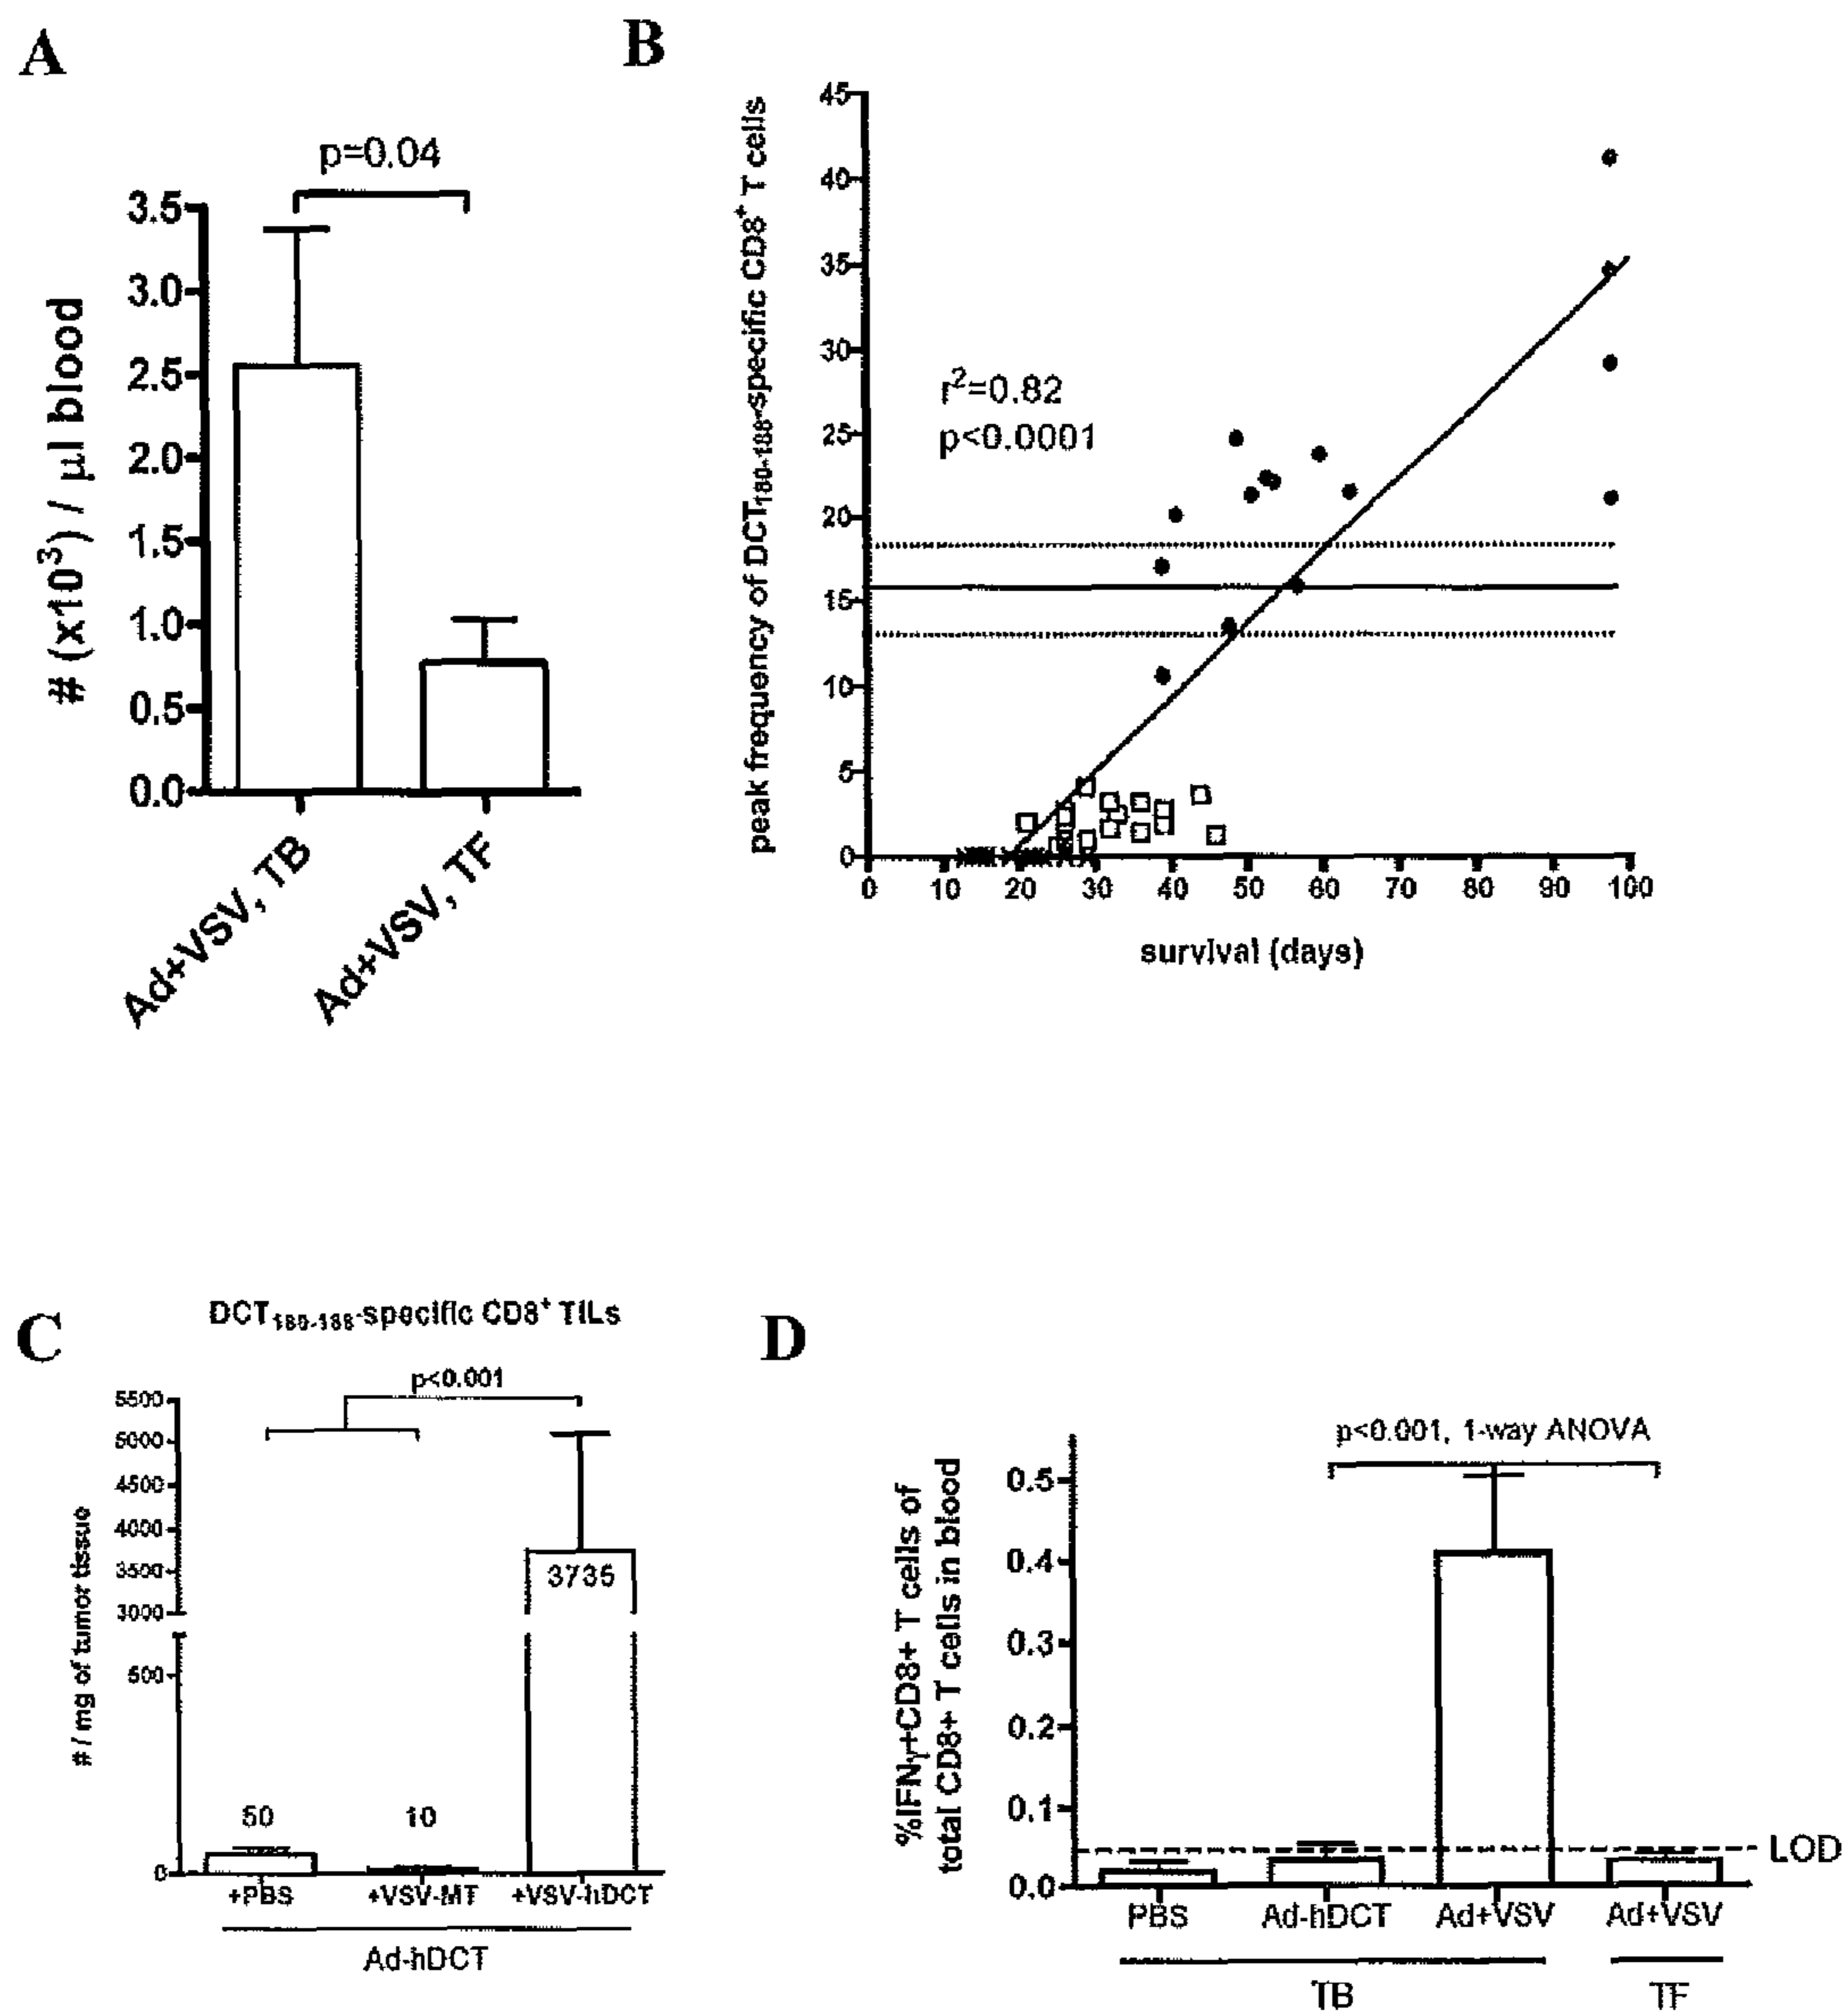 A
p=0.04
# (x10³) / µl blood
3.5
3.0
2.5
2.0
1.5
1.0
0.5
0.0
Ad+VSV, TB
Ad+VSV, TF
B
peak frequency of DCT180-188-specific CD8⁺ T cells
45
40
35
30
25
20
15
10
5
0
r²=0.82
p<0.0001
0 10 20 30 40 50 60 70 80 90 100
survival (days)
C
DCT180-188-specific CD8⁺ TILs
p<0.001
# / mg of tumor tissue
5500
5000
4500
4000
3500
3000
500
0
50
10
3735
+PBS +VSV-MT +VSV-hDCT
Ad-hDCT
D
p<0.001, 1-way ANOVA
%IFNγ+CD8+ T cells of
total CD8+ T cells in blood
0.5
0.4
0.3
0.2
0.1
0.0
LOD
PBS Ad-hDCT Ad+VSV Ad+VSV
TB TF